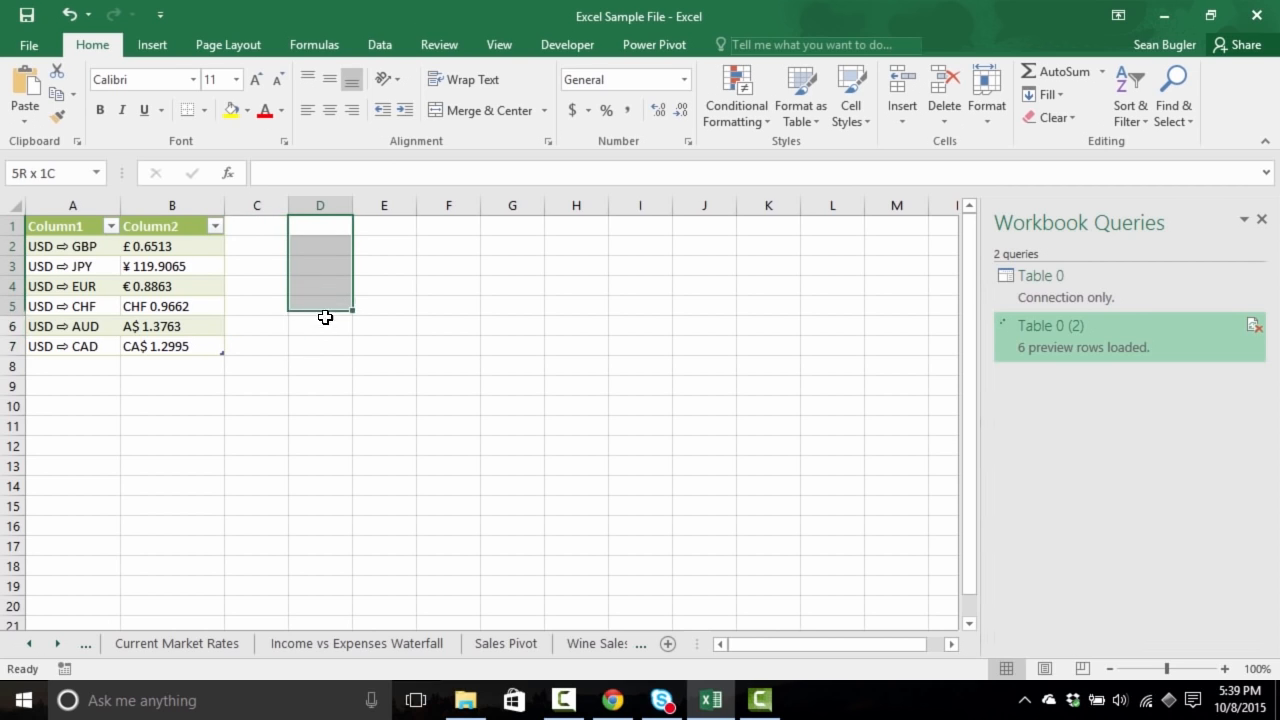 Excel Sample File - Excel
File Home Insert Page Layout Formulas Data Review View Developer Power Pivot Tell me what you want to do... Sean Bugler Share
Paste
Clipboard
Calibri 11
B I U
Font
Wrap Text
Merge & Center
Alignment
General
$ % ,
Number
Conditional Formatting
Format as Table
Cell Styles
Styles
Insert
Delete
Format
Cells
AutoSum
Fill
Clear
Sort & Filter
Find & Select
Editing
5R x 1C fx
A B C D E F G H I J K L M
1 Column1 Column2
2 USD ⇨ GBP £ 0.6513
3 USD ⇨ JPY ¥ 119.9065
4 USD ⇨ EUR € 0.8863
5 USD ⇨ CHF CHF 0.9662
6 USD ⇨ AUD A$ 1.3763
7 USD ⇨ CAD CA$ 1.2995
8
9
10
11
12
13
14
15
16
17
18
19
20
21
Workbook Queries
2 queries
Table 0
Connection only.
Table 0 (2)
6 preview rows loaded.
... Current Market Rates Income vs Expenses Waterfall Sales Pivot Wine Sales ...
Ready 100%
Ask me anything
5:39 PM
10/8/2015